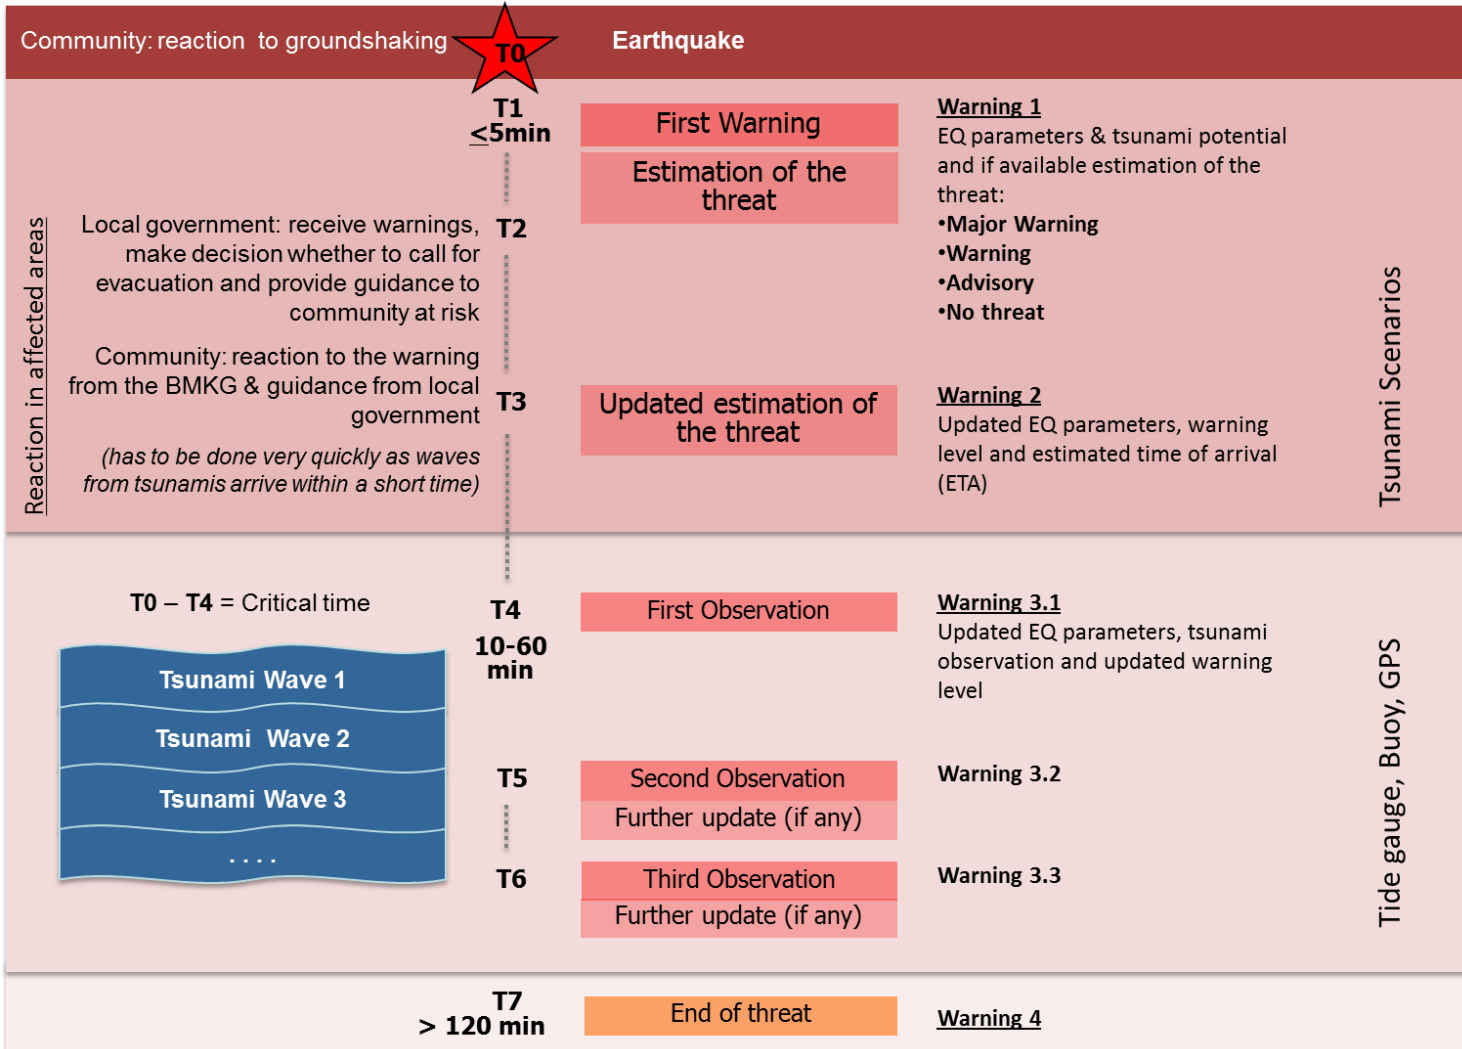 Community: reaction to groundshaking
T0
Earthquake
T1
≤5min
First Warning
Estimation of the
threat
Warning 1
EQ parameters & tsunami potential
and if available estimation of the
threat:
•Major Warning
•Warning
•Advisory
•No threat
Reaction in affected areas
Local government: receive warnings,
make decision whether to call for
evacuation and provide guidance to
community at risk
T2
Community: reaction to the warning
from the BMKG & guidance from local
government
(has to be done very quickly as waves
from tsunamis arrive within a short time)
T3
Updated estimation of
the threat
Warning 2
Updated EQ parameters, warning
level and estimated time of arrival
(ETA)
Tsunami Scenarios
T0 – T4 = Critical time
Tsunami Wave 1
Tsunami Wave 2
Tsunami Wave 3
. . . .
T4
10-60
min
First Observation
Warning 3.1
Updated EQ parameters, tsunami
observation and updated warning
level
T5
Second Observation
Further update (if any)
Warning 3.2
T6
Third Observation
Further update (if any)
Warning 3.3
Tide gauge, Buoy, GPS
T7
> 120 min
End of threat
Warning 4